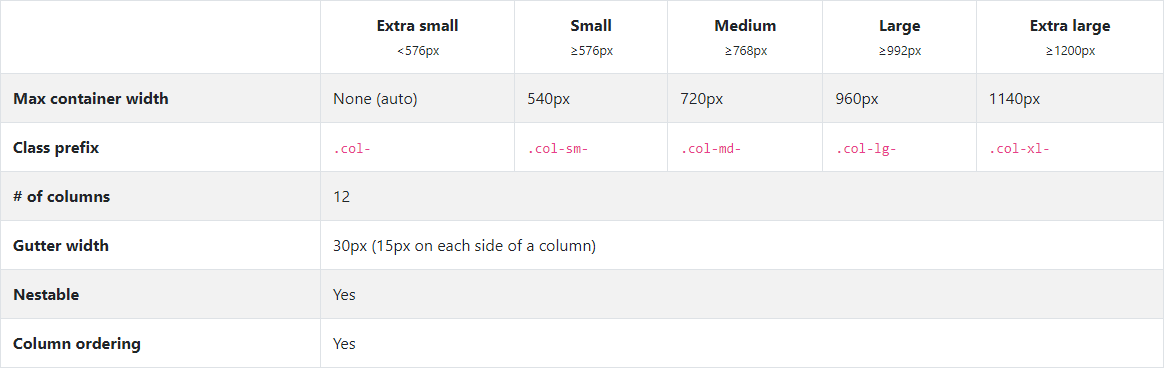 Extra small Small Medium Large Extra large
<576px ≥576px ≥768px ≥992px ≥1200px
Max container width None (auto) 540px 720px 960px 1140px
Class prefix .col- .col-sm- .col-md- .col-lg- .col-xl-
# of columns 12
Gutter width 30px (15px on each side of a column)
Nestable Yes
Column ordering Yes